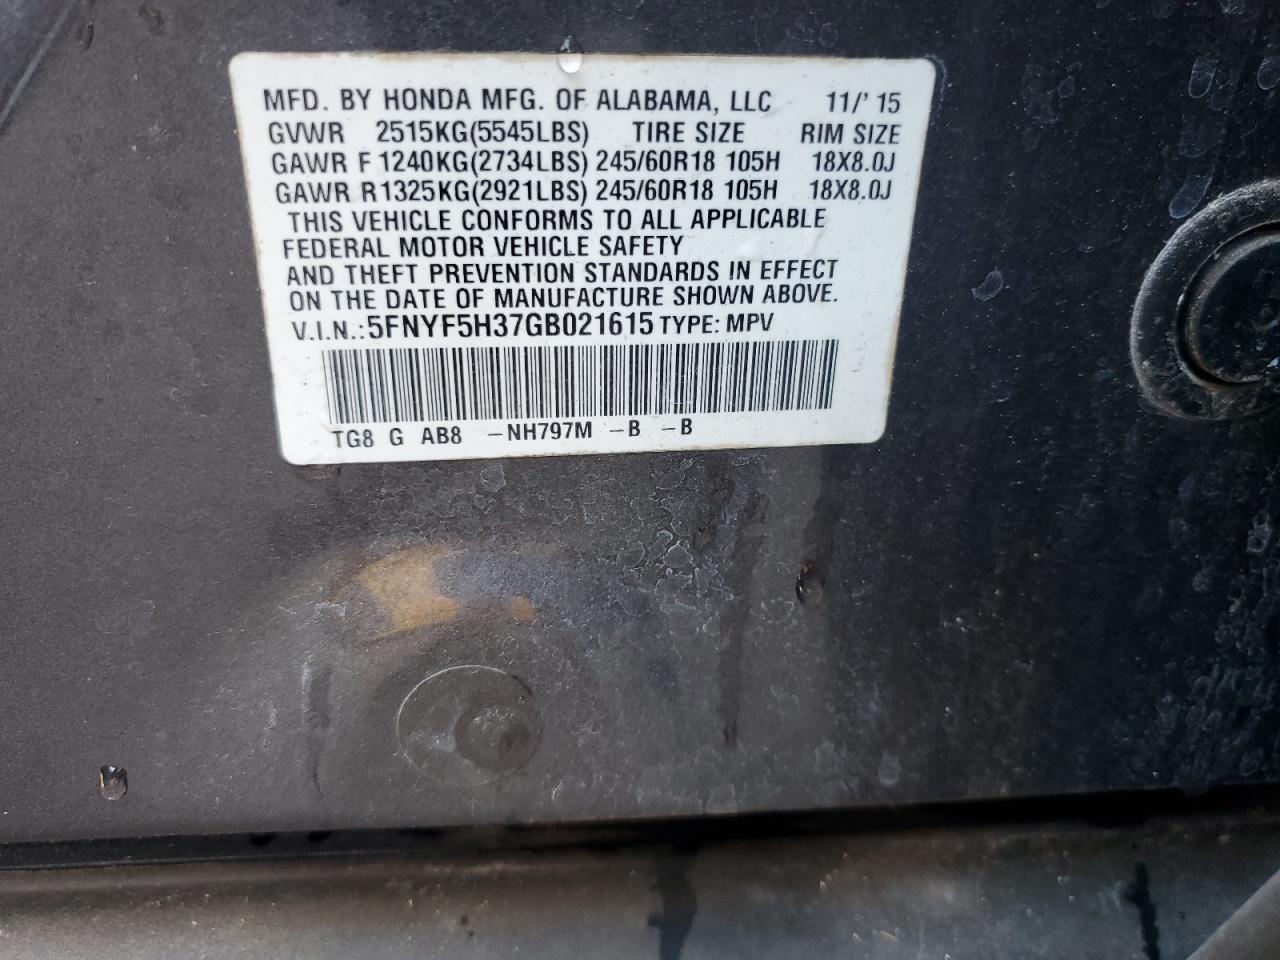 MFD. BY HONDA MFG. OF ALABAMA, LLC 11/'15
GVWR 2515KG(5545LBS) TIRE SIZE RIM SIZE
GAWR F 1240KG(2734LBS) 245/60R18 105H 18X8.0J
GAWR R 1325KG(2921LBS) 245/60R18 105H 18X8.0J
THIS VEHICLE CONFORMS TO ALL APPLICABLE
FEDERAL MOTOR VEHICLE SAFETY
AND THEFT PREVENTION STANDARDS IN EFFECT
ON THE DATE OF MANUFACTURE SHOWN ABOVE.
V.I.N.: 5FNYF5H37GB021615 TYPE: MPV
TG8 G AB8 -NH797M -B -B